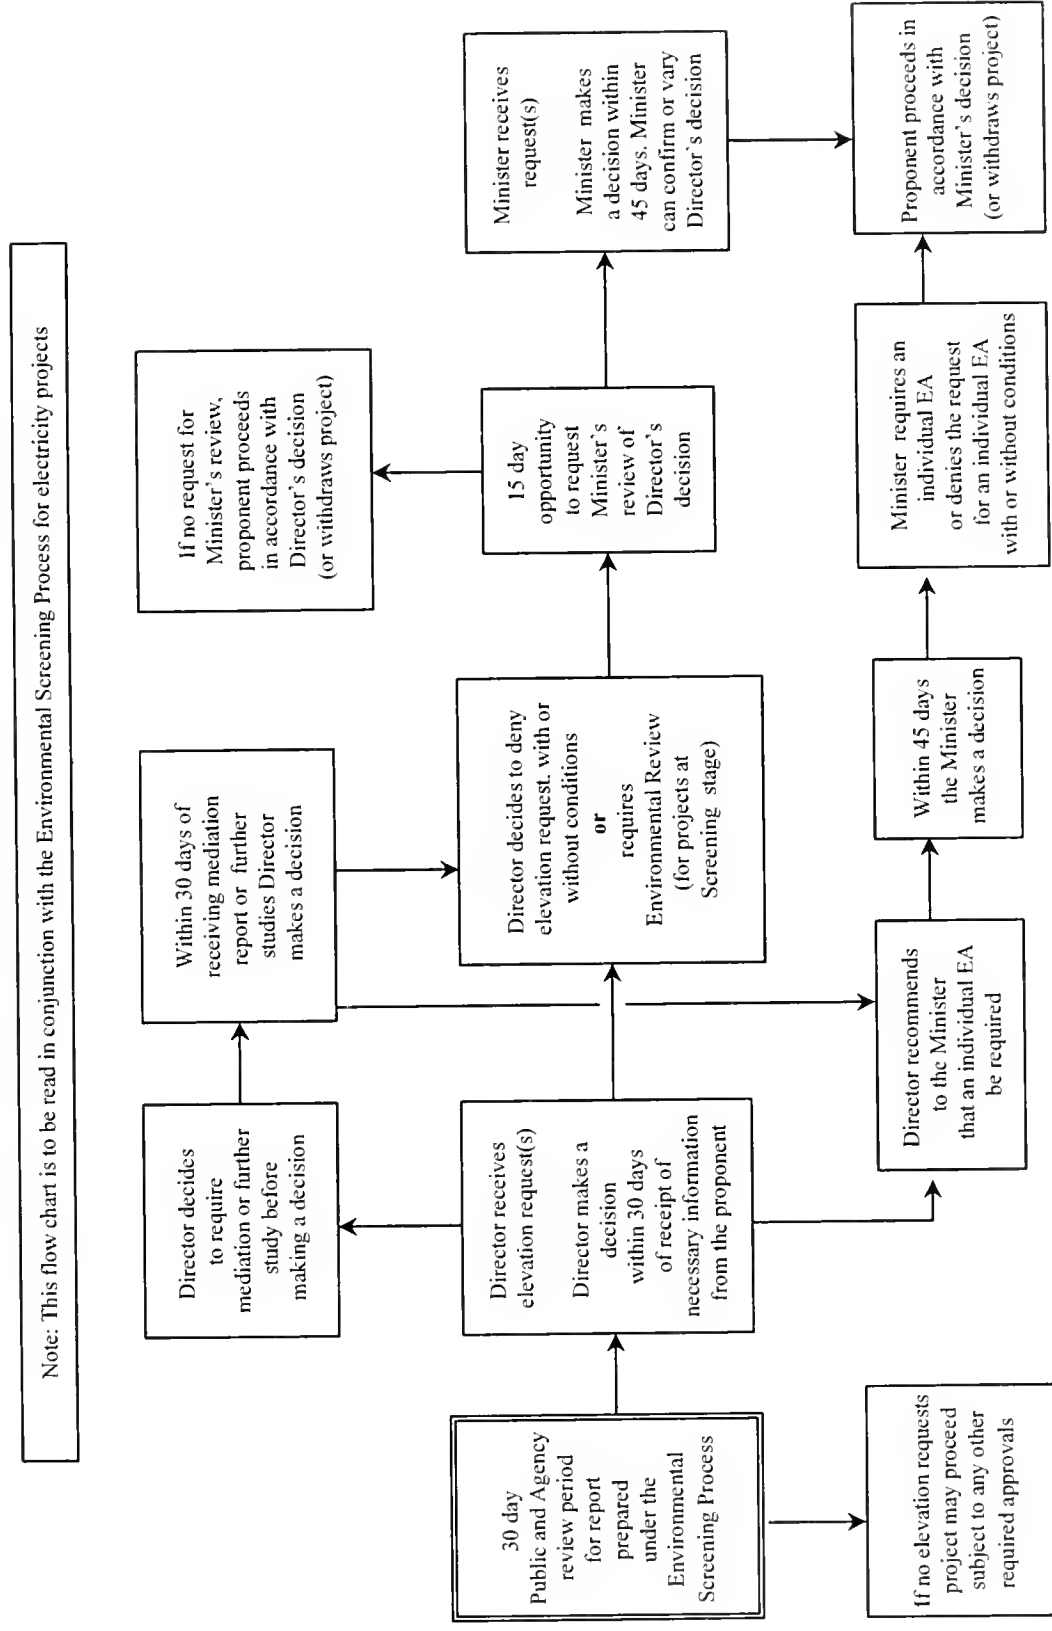 Note: This flow chart is to be read in conjunction with the Environmental Screening Process for electricity projects
30 day
Public and Agency
review period
for report
prepared
under the
Environmental
Screening Process
If no elevation requests
project may proceed
subject to any other
required approvals
Director receives
elevation request(s)
Director makes a
decision
within 30 days
of receipt of
necessary information
from the proponent
Director decides
to require
mediation or further
study before
making a decision
Within 30 days of
receiving mediation
report or further
studies Director
makes a decision
Director decides to deny
elevation request. with or
without conditions
or
requires
Environmental Review
(for projects at
Screening stage)
Director recommends
to the Minister
that an individual EA
be required
Within 45 days
the Minister
makes a decision
If no request for
Minister's review,
proponent proceeds
in accordance with
Director's decision
(or withdraws project)
15 day
opportunity
to request
Minister's
review of
Director's
decision
Minister requires an
individual EA
or denies the request
for an individual EA
with or without conditions
Minister receives
request(s)
Minister makes
a decision within
45 days. Minister
can confirm or vary
Director's decision
Proponent proceeds in
accordance with
Minister's decision
(or withdraws project)